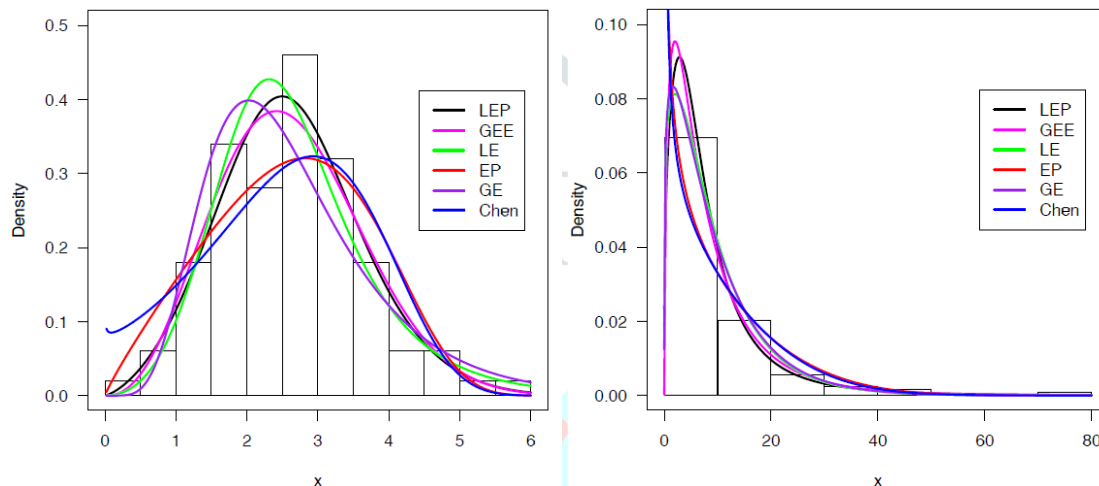 0.5
0.4
0.3
0.2
0.1
0.0
Density
0 1 2 3 4 5 6
x
LEP
GEE
LE
EP
GE
Chen
0.10
0.08
0.06
0.04
0.02
0.00
Density
0 20 40 60 80
x
LEP
GEE
LE
EP
GE
Chen